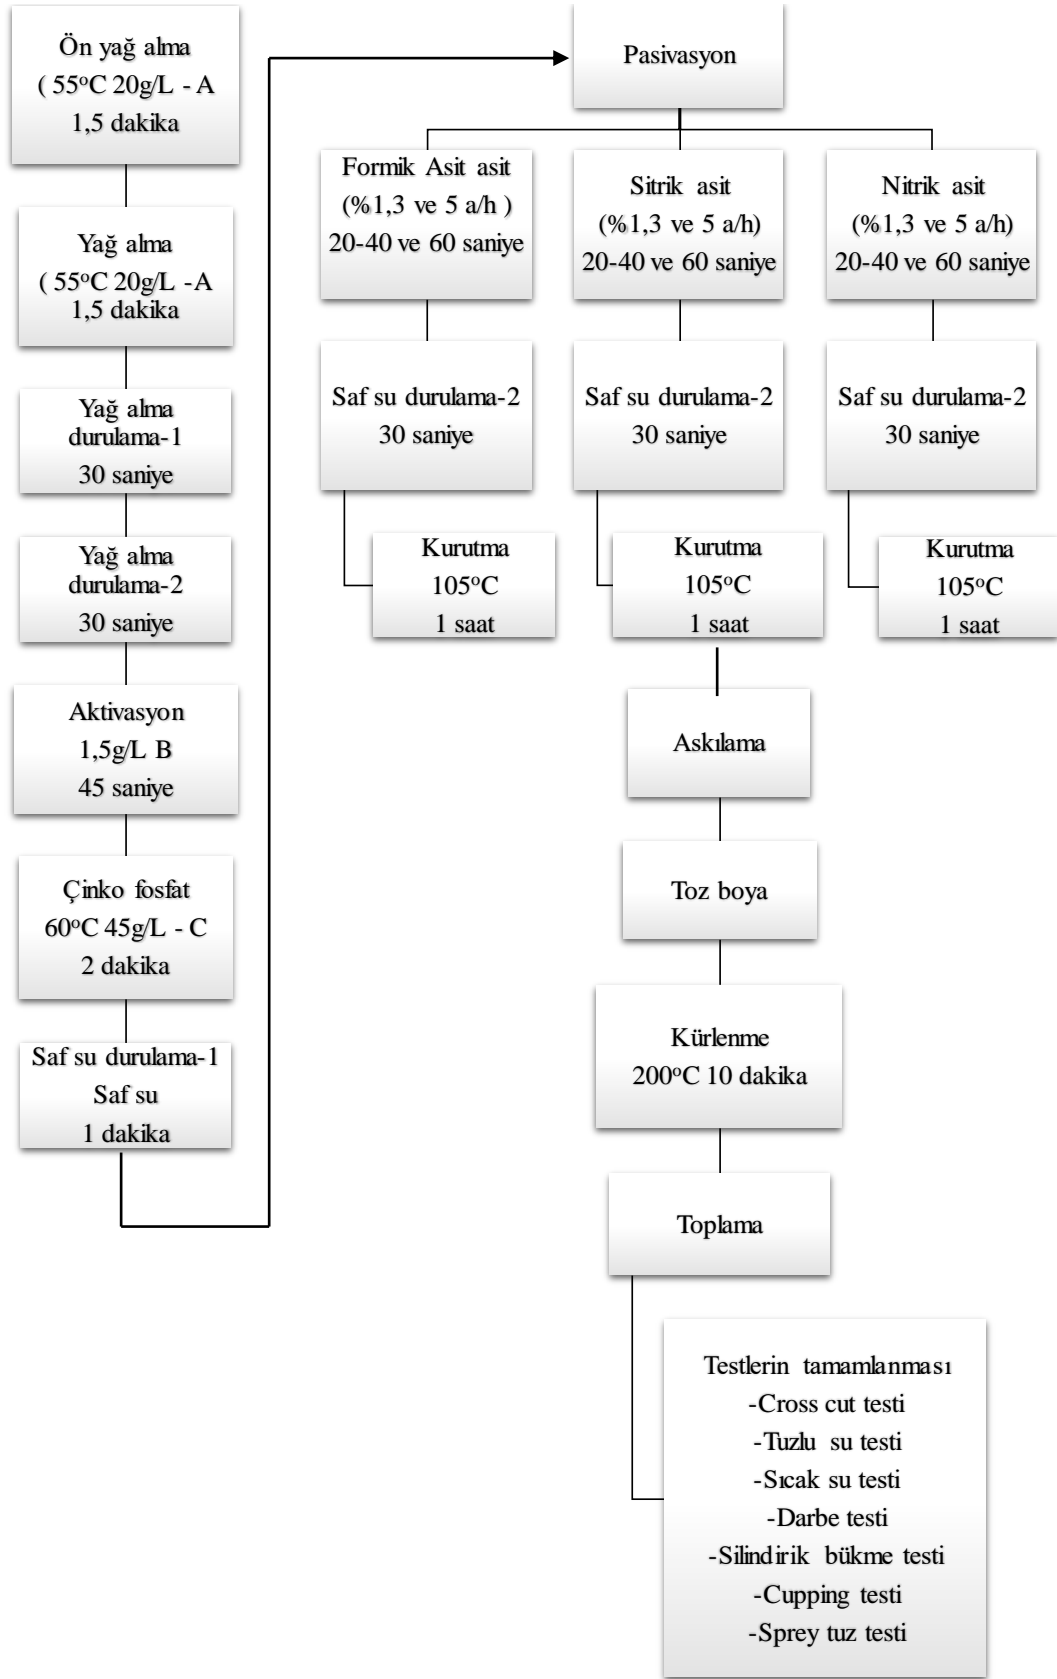 Ön yağ alma
( 55°C 20g/L - A
1,5 dakika
Yağ alma
( 55°C 20g/L -A
1,5 dakika
Yağ alma
durulama-1
30 saniye
Yağ alma
durulama-2
30 saniye
Aktivasyon
1,5g/L B
45 saniye
Çinko fosfat
60°C 45g/L - C
2 dakika
Saf su durulama-1
Saf su
1 dakika
Pasivasyon
Formik Asit asit
(%1,3 ve 5 a/h )
20-40 ve 60 saniye
Sitrik asit
(%1,3 ve 5 a/h)
20-40 ve 60 saniye
Nitrik asit
(%1,3 ve 5 a/h)
20-40 ve 60 saniye
Saf su durulama-2
30 saniye
Saf su durulama-2
30 saniye
Saf su durulama-2
30 saniye
Kurutma
105°C
1 saat
Kurutma
105°C
1 saat
Kurutma
105°C
1 saat
Askılama
Toz boya
Kürlenme
200°C 10 dakika
Toplama
Testlerin tamamlanması
-Cross cut testi
-Tuzlu su testi
-Sıcak su testi
-Darbe testi
-Silindirik bükme testi
-Cupping testi
-Sprey tuz testi